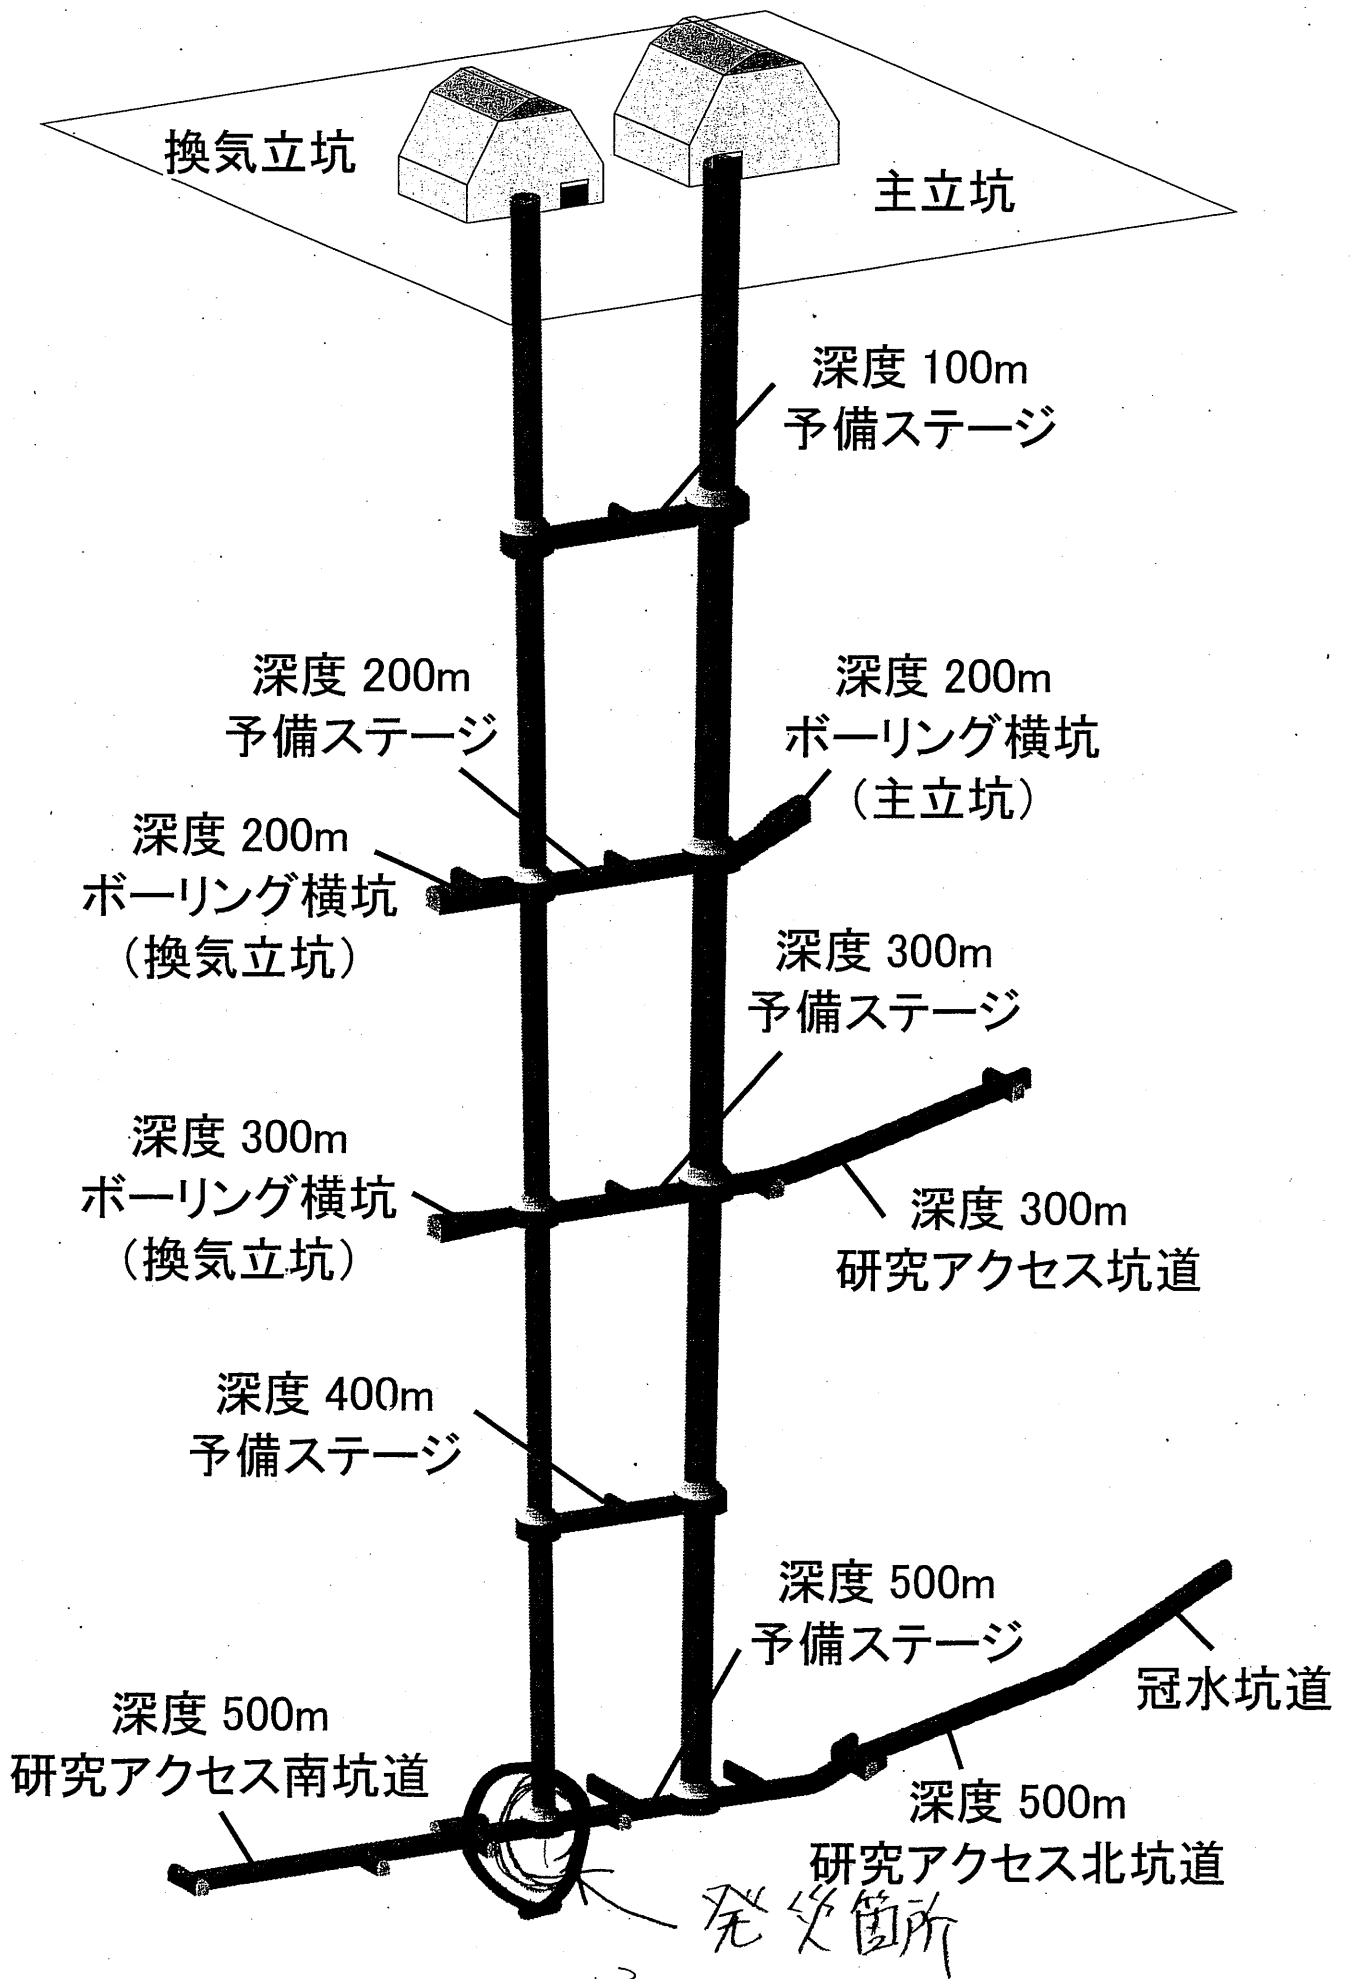 換気立坑
主立坑
深度 100m
予備ステージ
深度 200m
予備ステージ
深度 200m
ボーリング横坑
（主立坑）
深度 200m
ボーリング横坑
（換気立坑）
深度 300m
予備ステージ
深度 300m
ボーリング横坑
（換気立坑）
深度 300m
研究アクセス坑道
深度 400m
予備ステージ
深度 500m
予備ステージ
冠水坑道
深度 500m
研究アクセス南坑道
深度 500m
研究アクセス北坑道
発災箇所